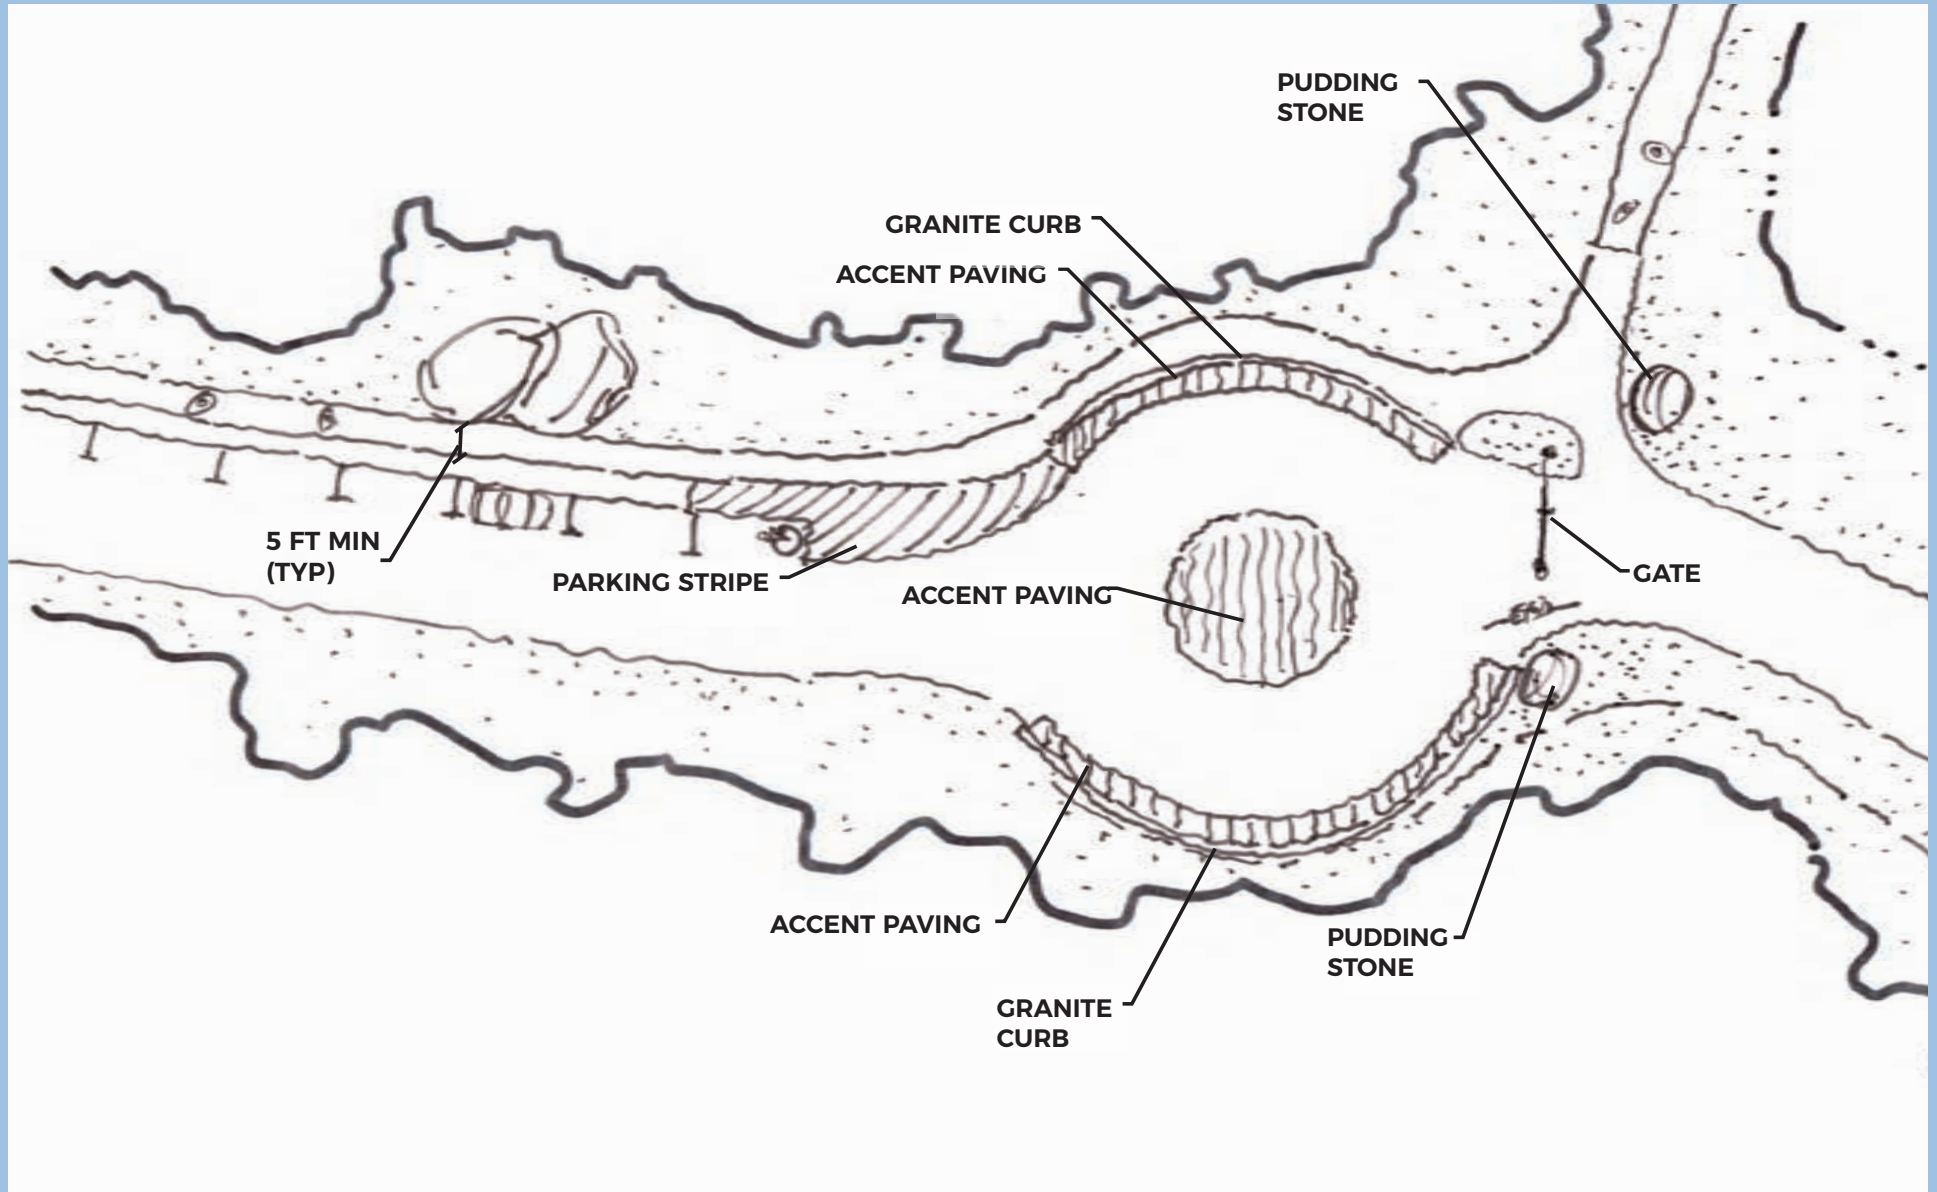 PUDDING
STONE
GRANITE CURB
ACCENT PAVING
5 FT MIN
(TYP)
PARKING STRIPE
ACCENT PAVING
GATE
ACCENT PAVING
PUDDING
STONE
GRANITE
CURB